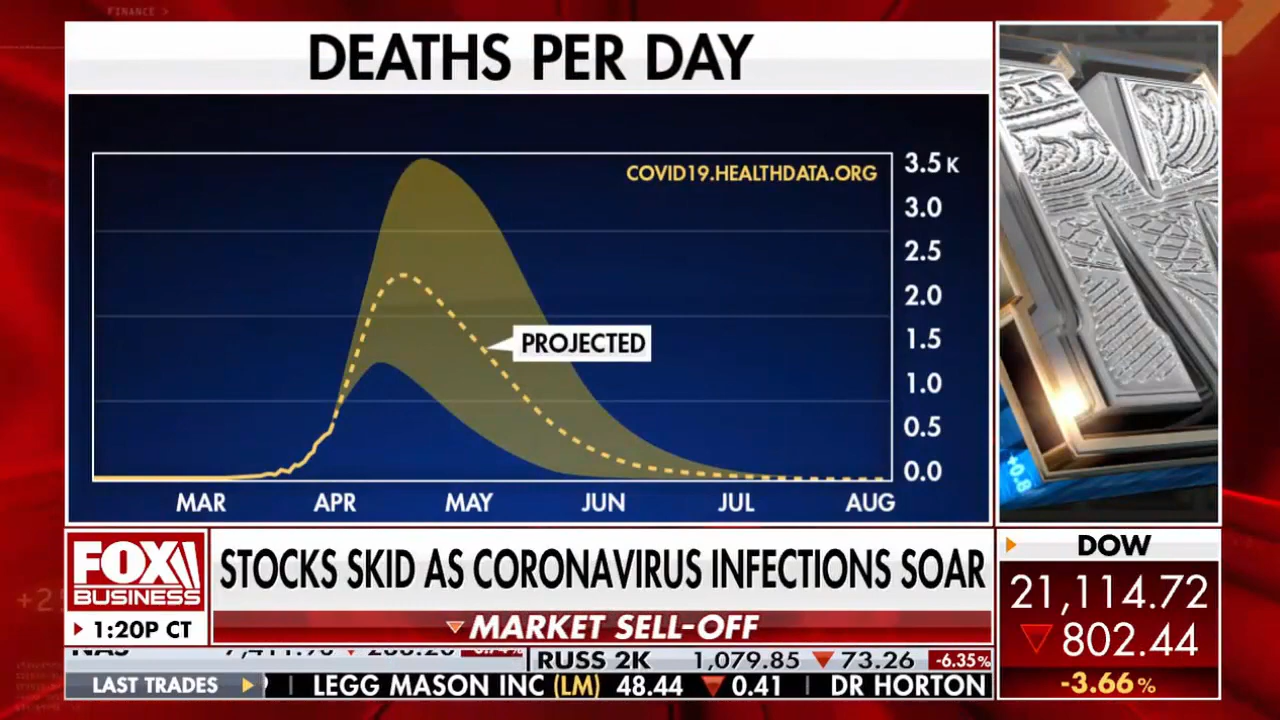 FINANCE >
DEATHS PER DAY
COVID19.HEALTHDATA.ORG
3.5 K
3.0
2.5
2.0
1.5
1.0
0.5
0.0
PROJECTED
MAR APR MAY JUN JUL AUG
+0.8
FOX BUSINESS
1:20P CT
STOCKS SKID AS CORONAVIRUS INFECTIONS SOAR
MARKET SELL-OFF
DOW
21,114.72
802.44
-3.66%
RUSS 2K 1,079.85 73.26 -6.35%
LAST TRADES LEGG MASON INC (LM) 48.44 0.41 DR HORTON